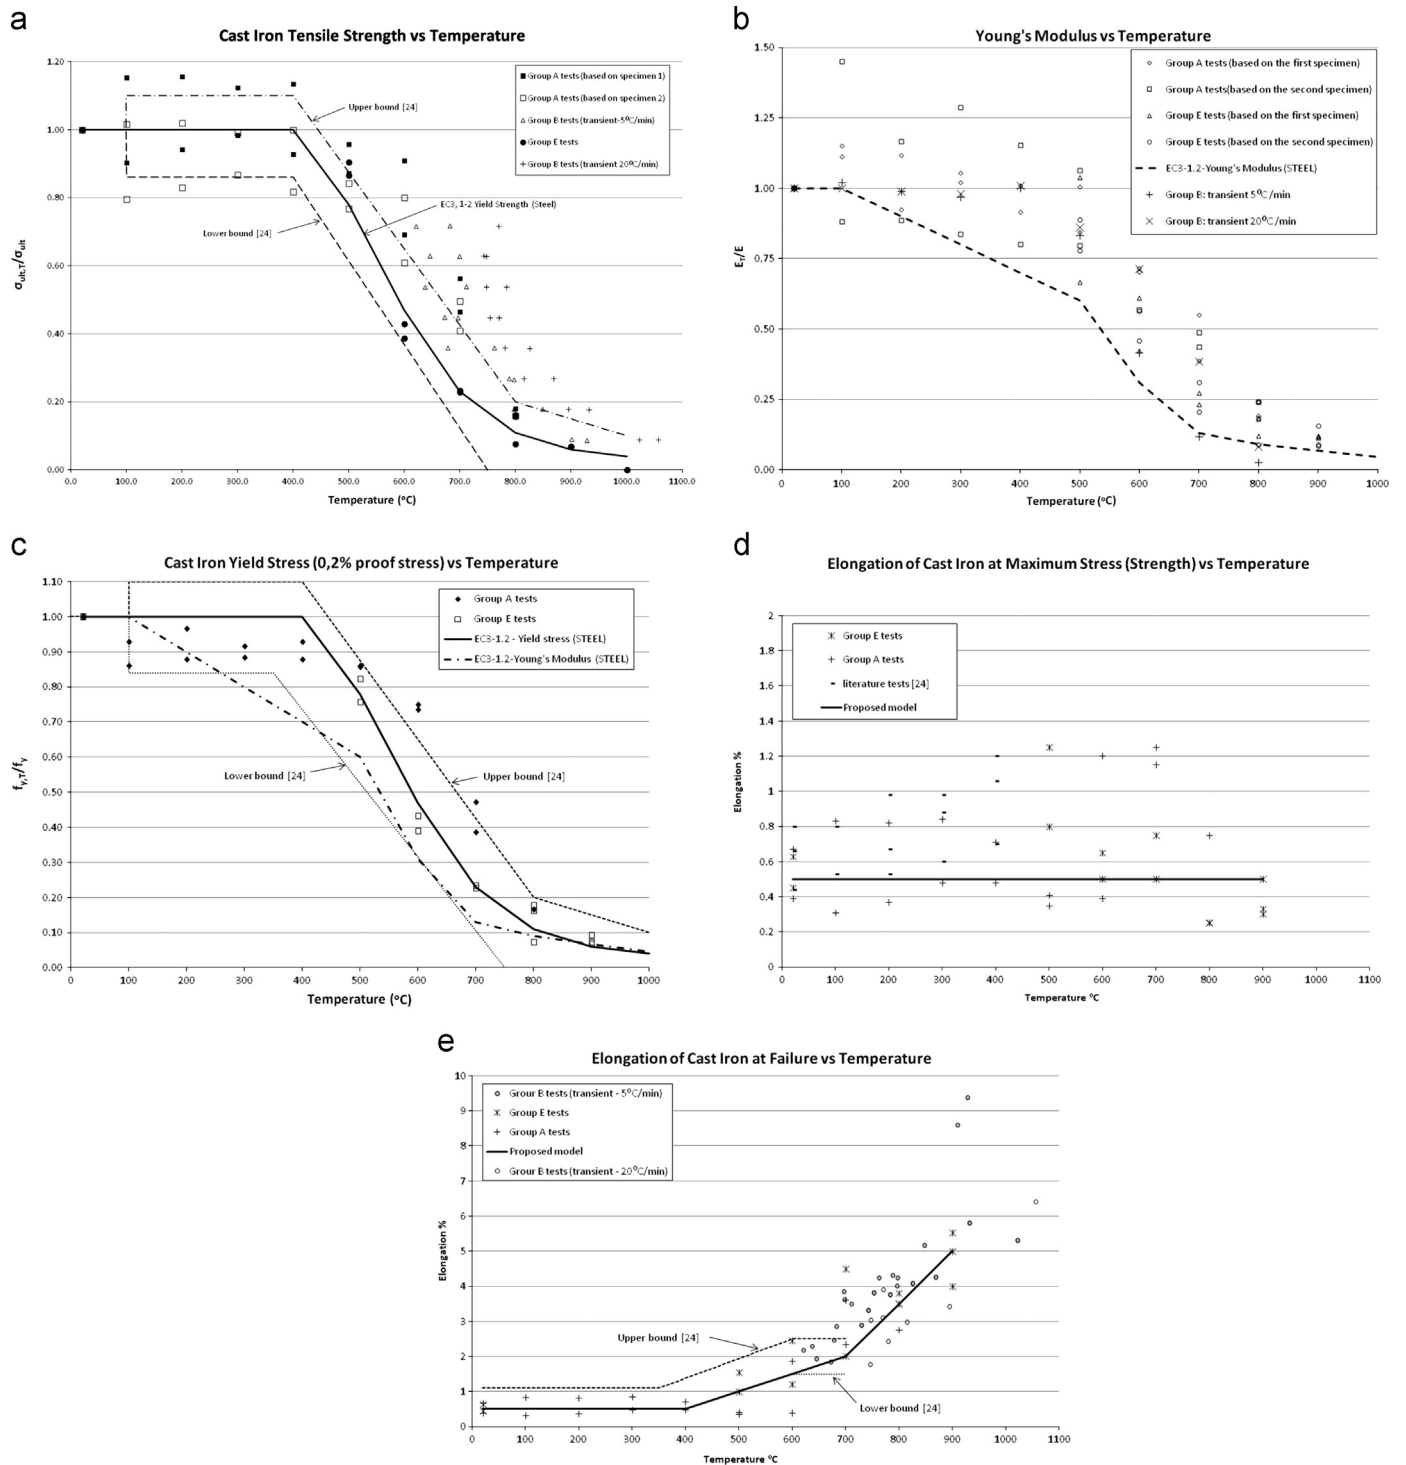 a
Cast Iron Tensile Strength vs Temperature
1.20
1.00
0.80
0.60
0.40
0.20
0.00
0.0 100.0 200.0 300.0 400.0 500.0 600.0 700.0 800.0 900.0 1000.0 1100.0
Temperature (°C)
σult,T/σult
Group A tests (based on specimen 1)
Group A tests (based on specimen 2)
Group B tests (transient-5⁰C/min)
Group E tests
Group B tests (transient 20⁰C/min)
Upper bound [24]
EC3, 1-2 Yield Strength (Steel)
Lower bound [24]
b
Young's Modulus vs Temperature
1.50
1.25
1.00
0.75
0.50
0.25
0.00
0 100 200 300 400 500 600 700 800 900 1000
Temperature (°C)
ET/E
Group A tests (based on the first specimen)
Group A tests(based on the second specimen)
Group E tests (based on the first specimen)
Group E tests (based on the second specimen)
EC3-1.2-Young's Modulus (STEEL)
Group B: transient 5⁰C/min
Group B: transient 20⁰C/min
c
Cast Iron Yield Stress (0,2% proof stress) vs Temperature
1.10
1.00
0.90
0.80
0.70
0.60
0.50
0.40
0.30
0.20
0.10
0.00
0 100 200 300 400 500 600 700 800 900 1000
Temperature (°C)
fy,T/fy
Group A tests
Group E tests
EC3-1.2 - Yield stress (STEEL)
EC3-1.2-Young's Modulus (STEEL)
Lower bound [24]
Upper bound [24]
d
Elongation of Cast Iron at Maximum Stress (Strength) vs Temperature
2
1.8
1.6
1.4
1.2
1
0.8
0.6
0.4
0.2
0
0 100 200 300 400 500 600 700 800 900 1000 1100
Temperature °C
Elongation %
Group E tests
Group A tests
literature tests [24]
Proposed model
e
Elongation of Cast Iron at Failure vs Temperature
10
9
8
7
6
5
4
3
2
1
0
0 100 200 300 400 500 600 700 800 900 1000 1100
Temperature °C
Elongation %
Grour B tests (transient - 5⁰C/min)
Group E tests
Group A tests
Proposed model
Grour B tests (transient - 20⁰C/min)
Upper bound [24]
Lower bound [24]